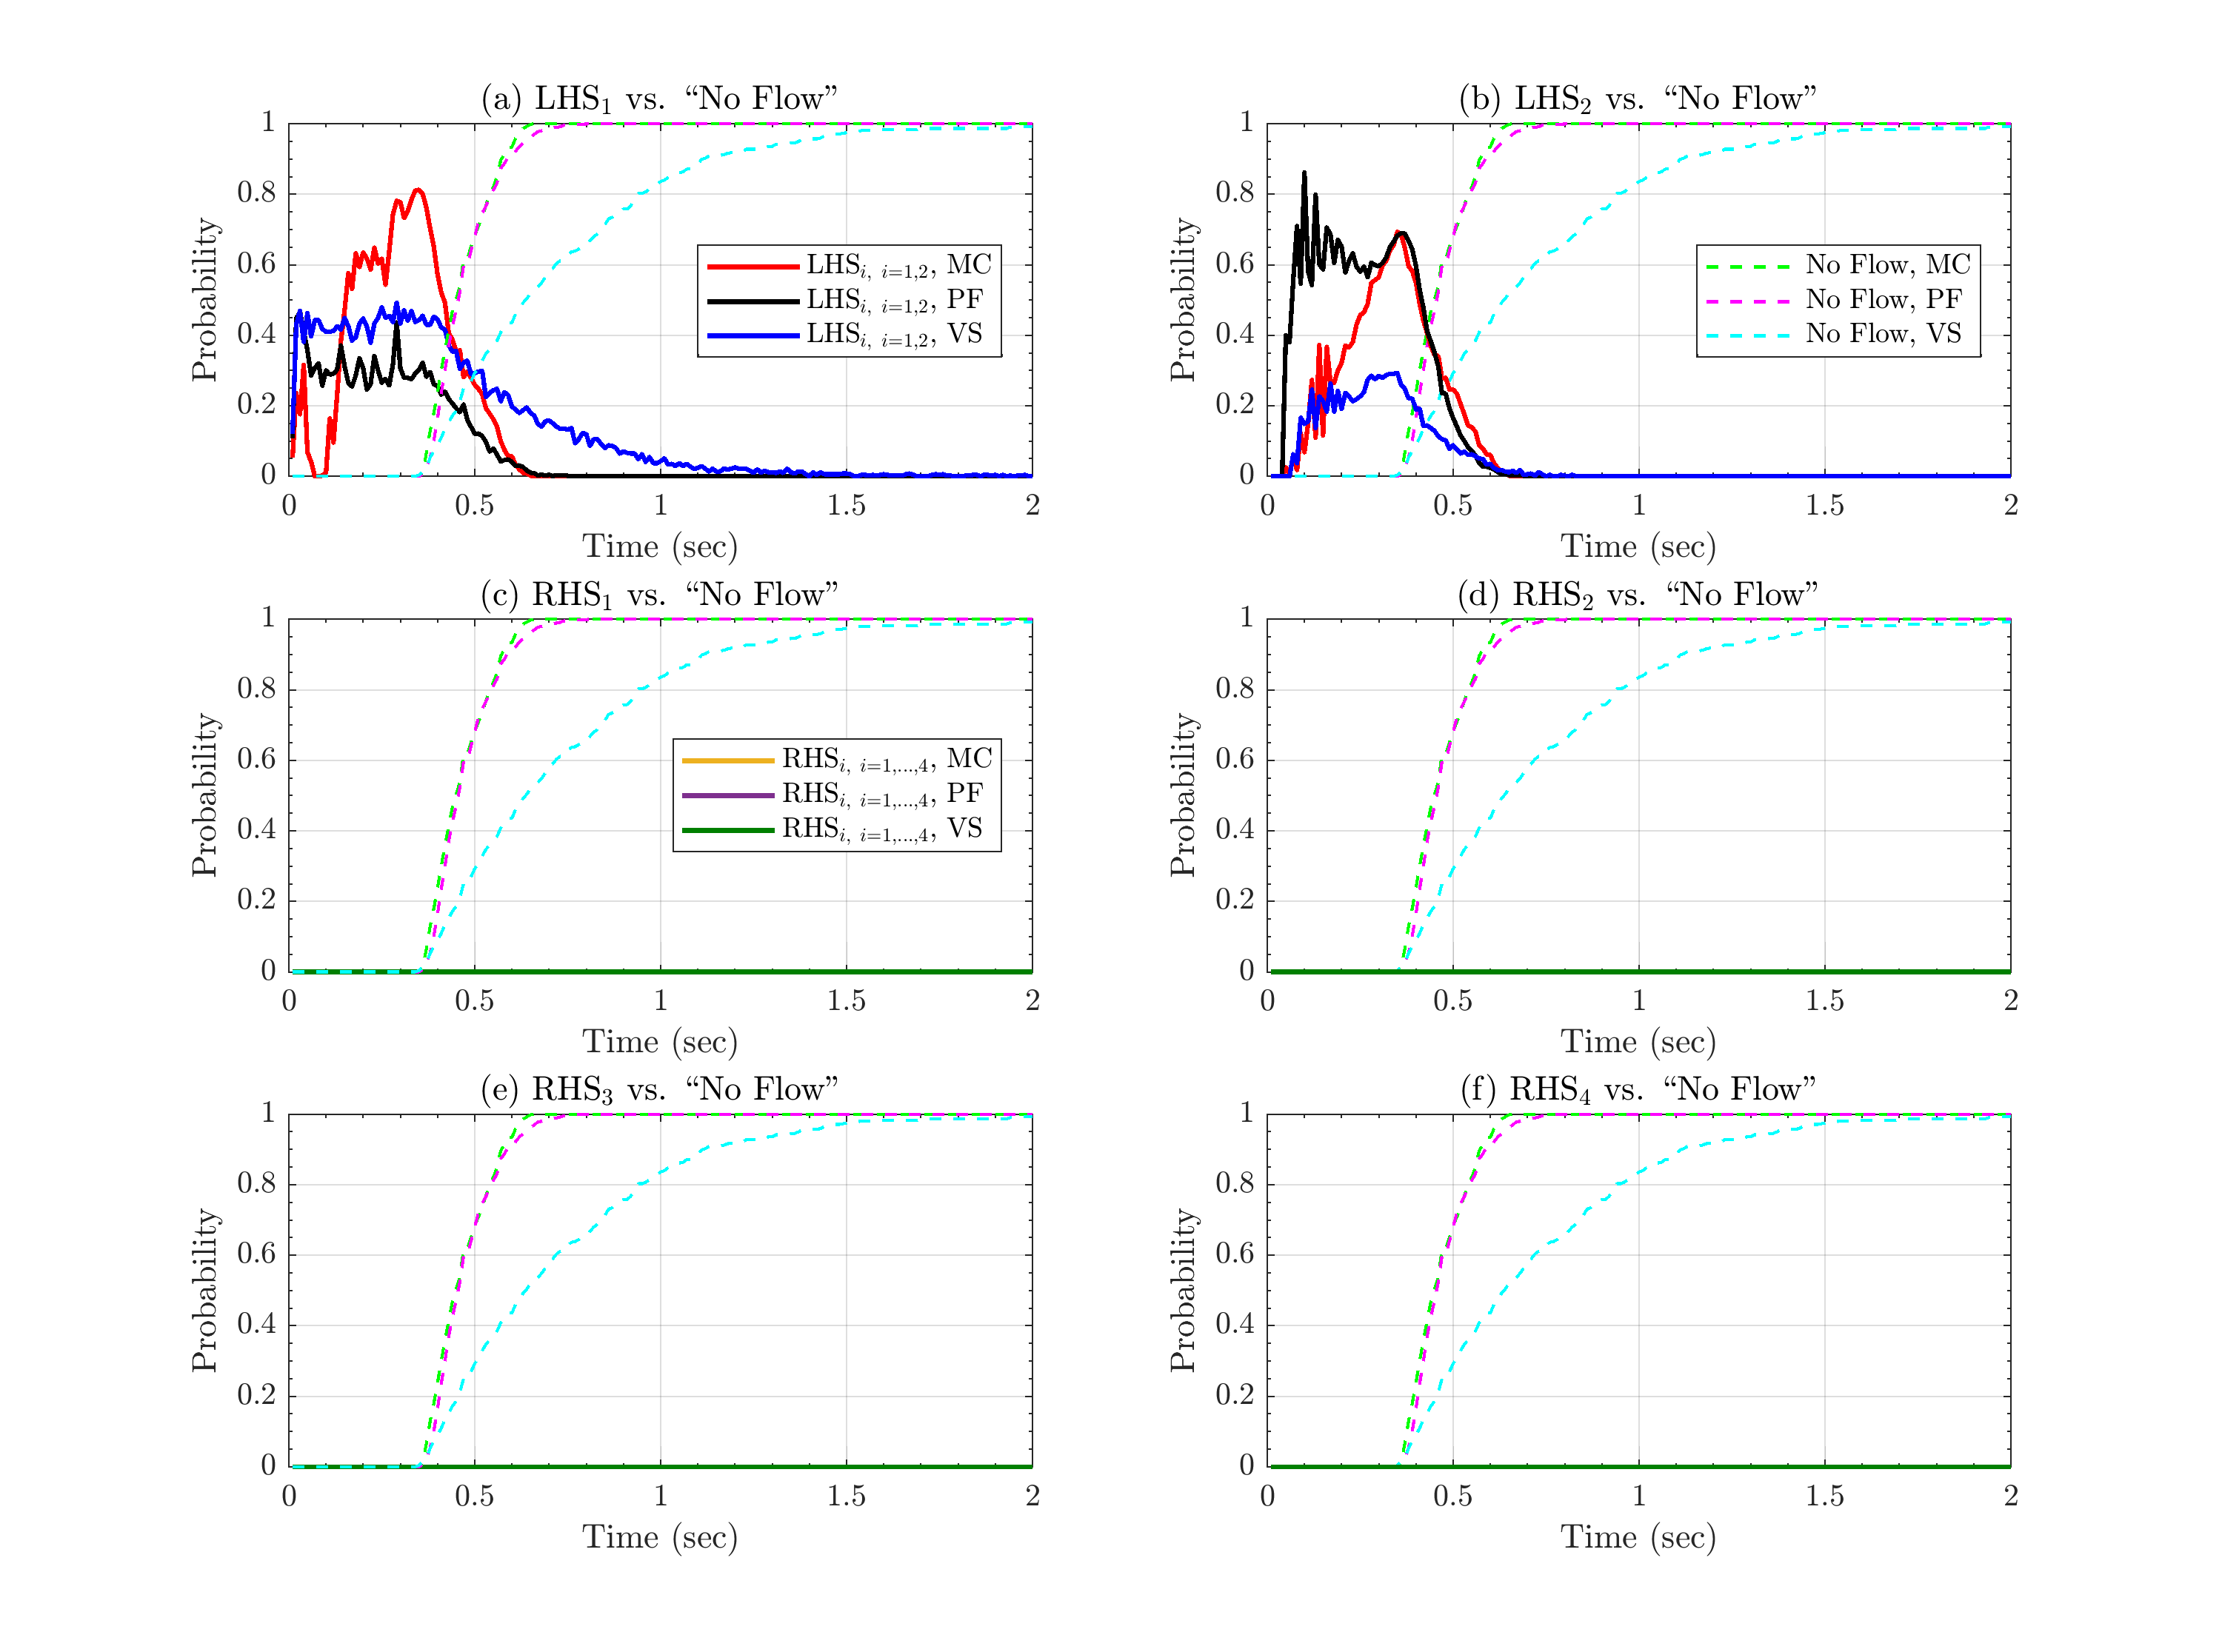 (a) LHS₁ vs. “No Flow”
1
0.8
0.6
0.4
0.2
0
Probability
LHSᵢ, ᵢ₌₁,₂, MC
LHSᵢ, ᵢ₌₁,₂, PF
LHSᵢ, ᵢ₌₁,₂, VS
0 0.5 1 1.5 2
Time (sec)
(b) LHS₂ vs. “No Flow”
1
0.8
0.6
0.4
0.2
0
Probability
No Flow, MC
No Flow, PF
No Flow, VS
0 0.5 1 1.5 2
Time (sec)
(c) RHS₁ vs. “No Flow”
1
0.8
0.6
0.4
0.2
0
Probability
RHSᵢ, ᵢ₌₁,...,₄, MC
RHSᵢ, ᵢ₌₁,...,₄, PF
RHSᵢ, ᵢ₌₁,...,₄, VS
0 0.5 1 1.5 2
Time (sec)
(d) RHS₂ vs. “No Flow”
1
0.8
0.6
0.4
0.2
0
Probability
0 0.5 1 1.5 2
Time (sec)
(e) RHS₃ vs. “No Flow”
1
0.8
0.6
0.4
0.2
0
Probability
0 0.5 1 1.5 2
Time (sec)
(f) RHS₄ vs. “No Flow”
1
0.8
0.6
0.4
0.2
0
Probability
0 0.5 1 1.5 2
Time (sec)